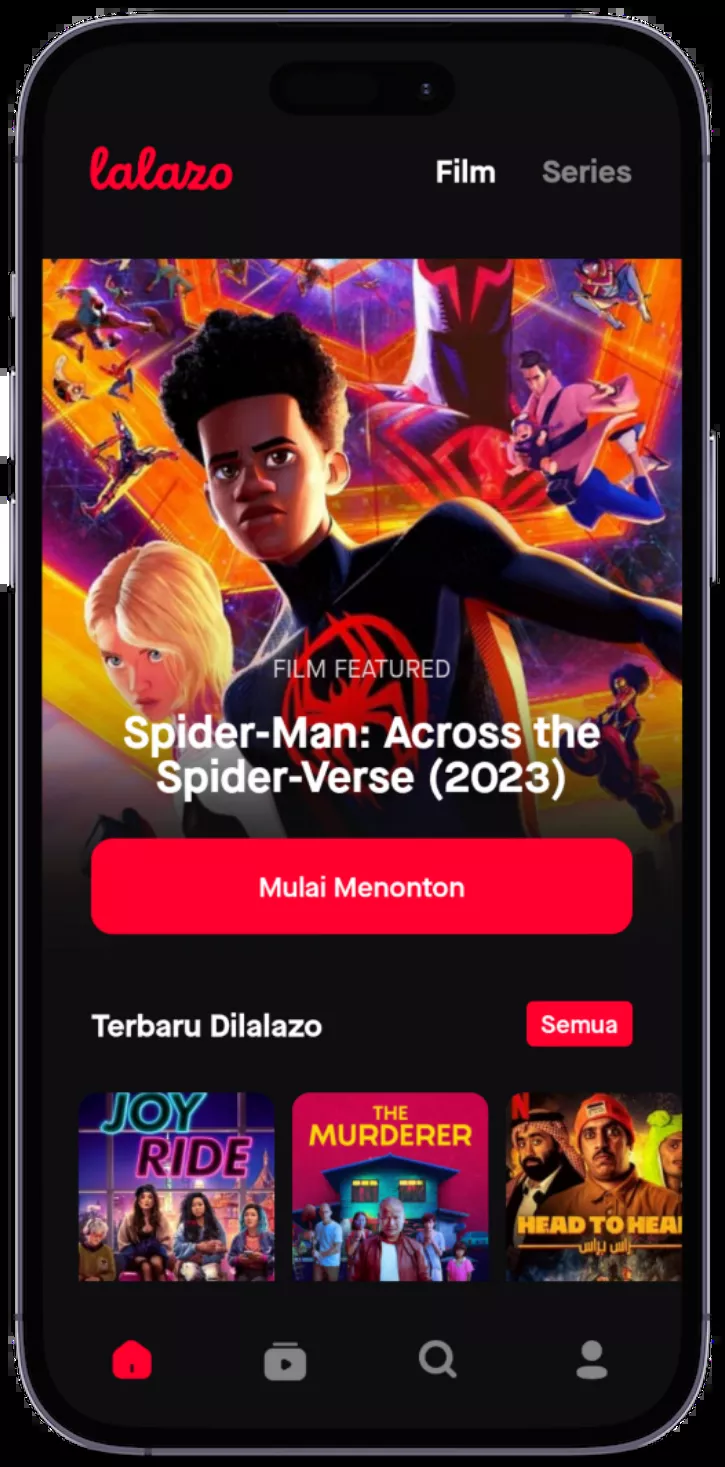 lalazo
Film
Series
FILM FEATURED
Spider-Man: Across the
Spider-Verse (2023)
Mulai Menonton
Terbaru Dilalazo
Semua
JOY
RIDE
THE
MURDERER
N
HEAD TO HEA
راس براس